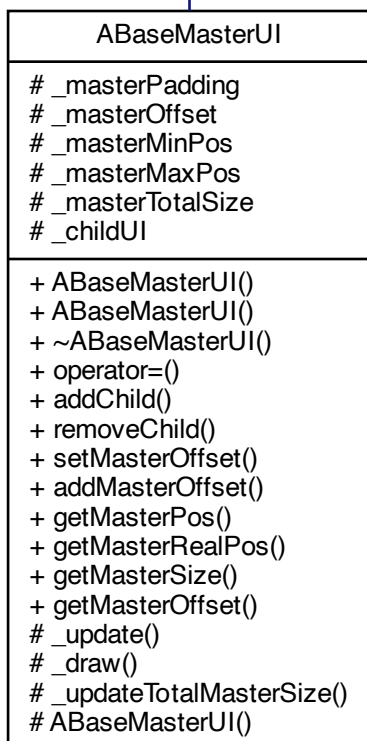 ABaseMasterUI
# _masterPadding
# _masterOffset
# _masterMinPos
# _masterMaxPos
# _masterTotalSize
# _childUI
+ ABaseMasterUI()
+ ABaseMasterUI()
+ ~ABaseMasterUI()
+ operator=()
+ addChild()
+ removeChild()
+ setMasterOffset()
+ addMasterOffset()
+ getMasterPos()
+ getMasterRealPos()
+ getMasterSize()
+ getMasterOffset()
# _update()
# _draw()
# _updateTotalMasterSize()
# ABaseMasterUI()